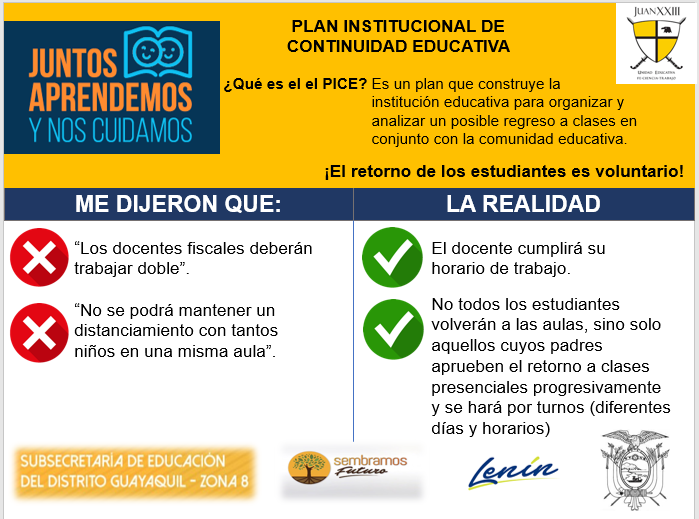 PLAN INSTITUCIONAL DE
CONTINUIDAD EDUCATIVA
JUNTOS
APRENDEMOS
Y NOS CUIDAMOS
JUANXXIII
UNIDAD EDUCATIVA
FE-CIENCIA-TRABAJO
¿Qué es el el PICE? Es un plan que construye la
institución educativa para organizar y
analizar un posible regreso a clases en
conjunto con la comunidad educativa.
¡El retorno de los estudiantes es voluntario!
ME DIJERON QUE:
LA REALIDAD
“Los docentes fiscales deberán
trabajar doble”.
El docente cumplirá su
horario de trabajo.
“No se podrá mantener un
distanciamiento con tantos
niños en una misma aula”.
No todos los estudiantes
volverán a las aulas, sino solo
aquellos cuyos padres
aprueben el retorno a clases
presenciales progresivamente
y se hará por turnos (diferentes
días y horarios)
SUBSECRETARÍA DE EDUCACIÓN
DEL DISTRITO GUAYAQUIL - ZONA 8
sembramos
Futuro
Lenín